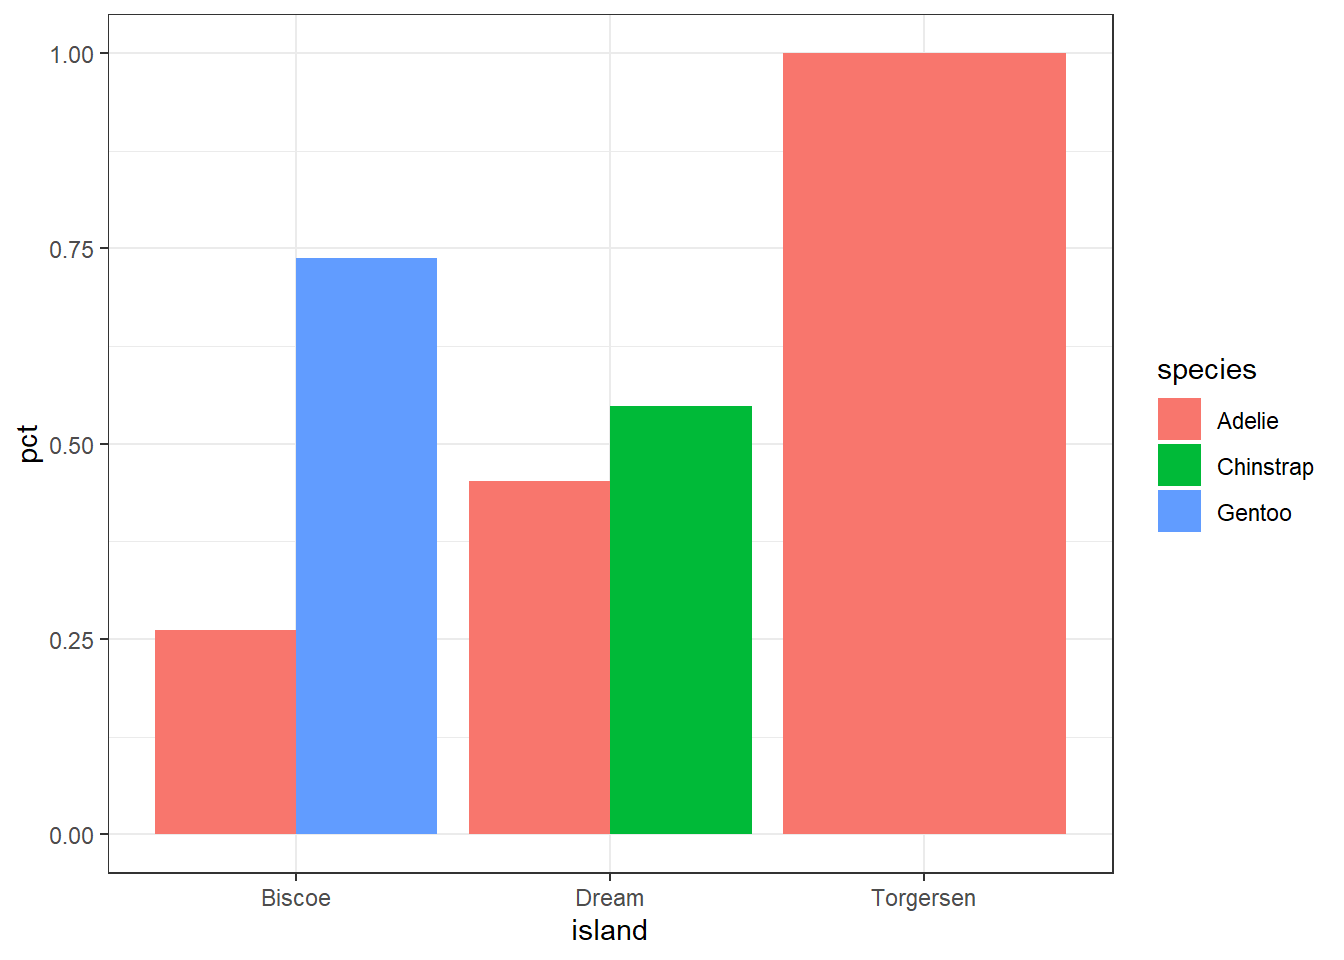 1.00
0.75
0.50
0.25
0.00
pct
Biscoe
Dream
Torgersen
island
species
Adelie
Chinstrap
Gentoo